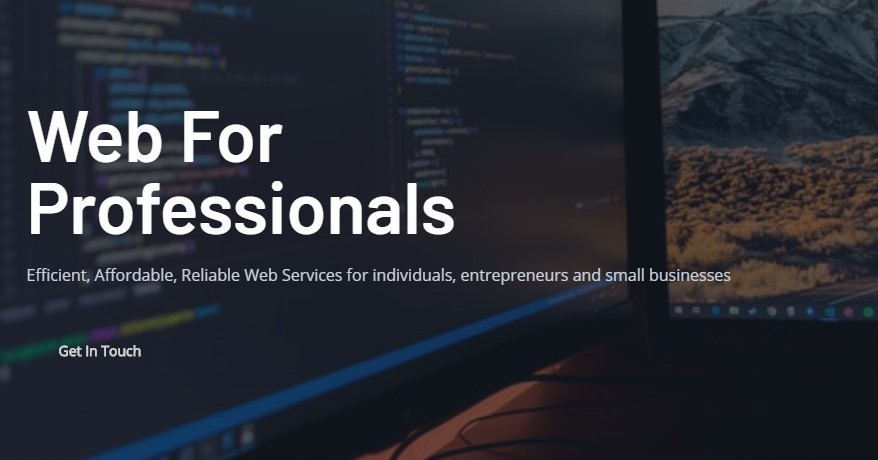 Web For
Professionals
Efficient, Affordable, Reliable Web Services for individuals, entrepreneurs and small businesses
Get In Touch